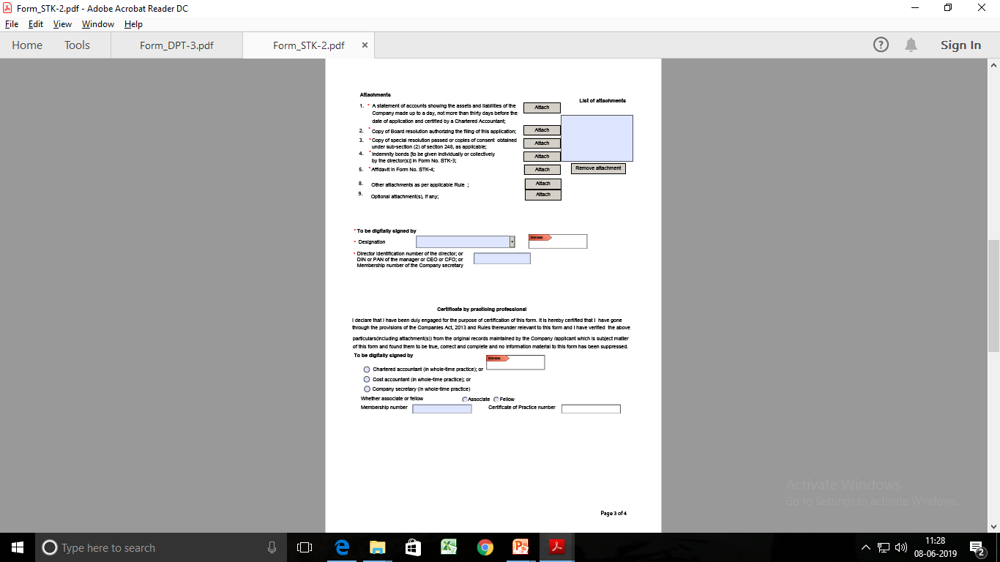 Form_STK-2.pdf - Adobe Acrobat Reader DC
File Edit View Window Help
Home Tools Form_DPT-3.pdf Form_STK-2.pdf × ? Sign In
Attachments
List of attachments
1. * A statement of accounts showing the assets and liabilities of the Attach
Company made up to a day, not more than thirty days before the
date of application and certified by a Chartered Accountant;
2. * Copy of Board resolution authorizing the filing of this application; Attach
3. * Copy of special resolution passed or copies of consent obtained Attach
under sub-section (2) of section 248, as applicable;
4. * Indemnity bonds [to be given individually or collectively Attach
by the director(s)] in Form No. STK-3;
5. * Affidavit in Form No. STK-4; Attach Remove attachment
8. Other attachments as per applicable Rule ; Attach
9. Optional attachment(s), if any; Attach
* To be digitally signed by
* Designation
* Director identification number of the director; or
DIN or PAN of the manager or CEO or CFO; or
Membership number of the Company secretary
Certificate by practicing professional
I declare that I have been duly engaged for the purpose of certification of this form. It is hereby certified that I have gone
through the provisions of the Companies Act, 2013 and Rules thereunder relevant to this form and I have verified the above
particulars(including attachment(s)) from the original records maintained by the Company /applicant which is subject matter
of this form and found them to be true, correct and complete and no information material to this form has been suppressed.
To be digitally signed by
Chartered accountant (in whole-time practice); or
Cost accountant (in whole-time practice); or
Company secretary (in whole-time practice)
Whether associate or fellow Associate Fellow
Membership number Certificate of Practice number
Activate Windows
Go to Settings to activate Windows.
Page 3 of 4
Type here to search
11:28
08-06-2019
2